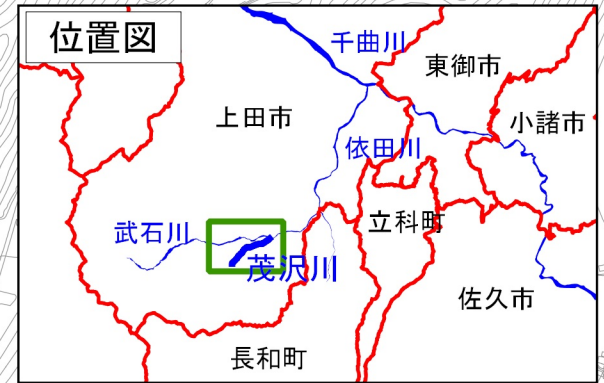 位置図
千曲川
東御市
上田市
小諸市
依田川
武石川
立科町
茂沢川
佐久市
長和町